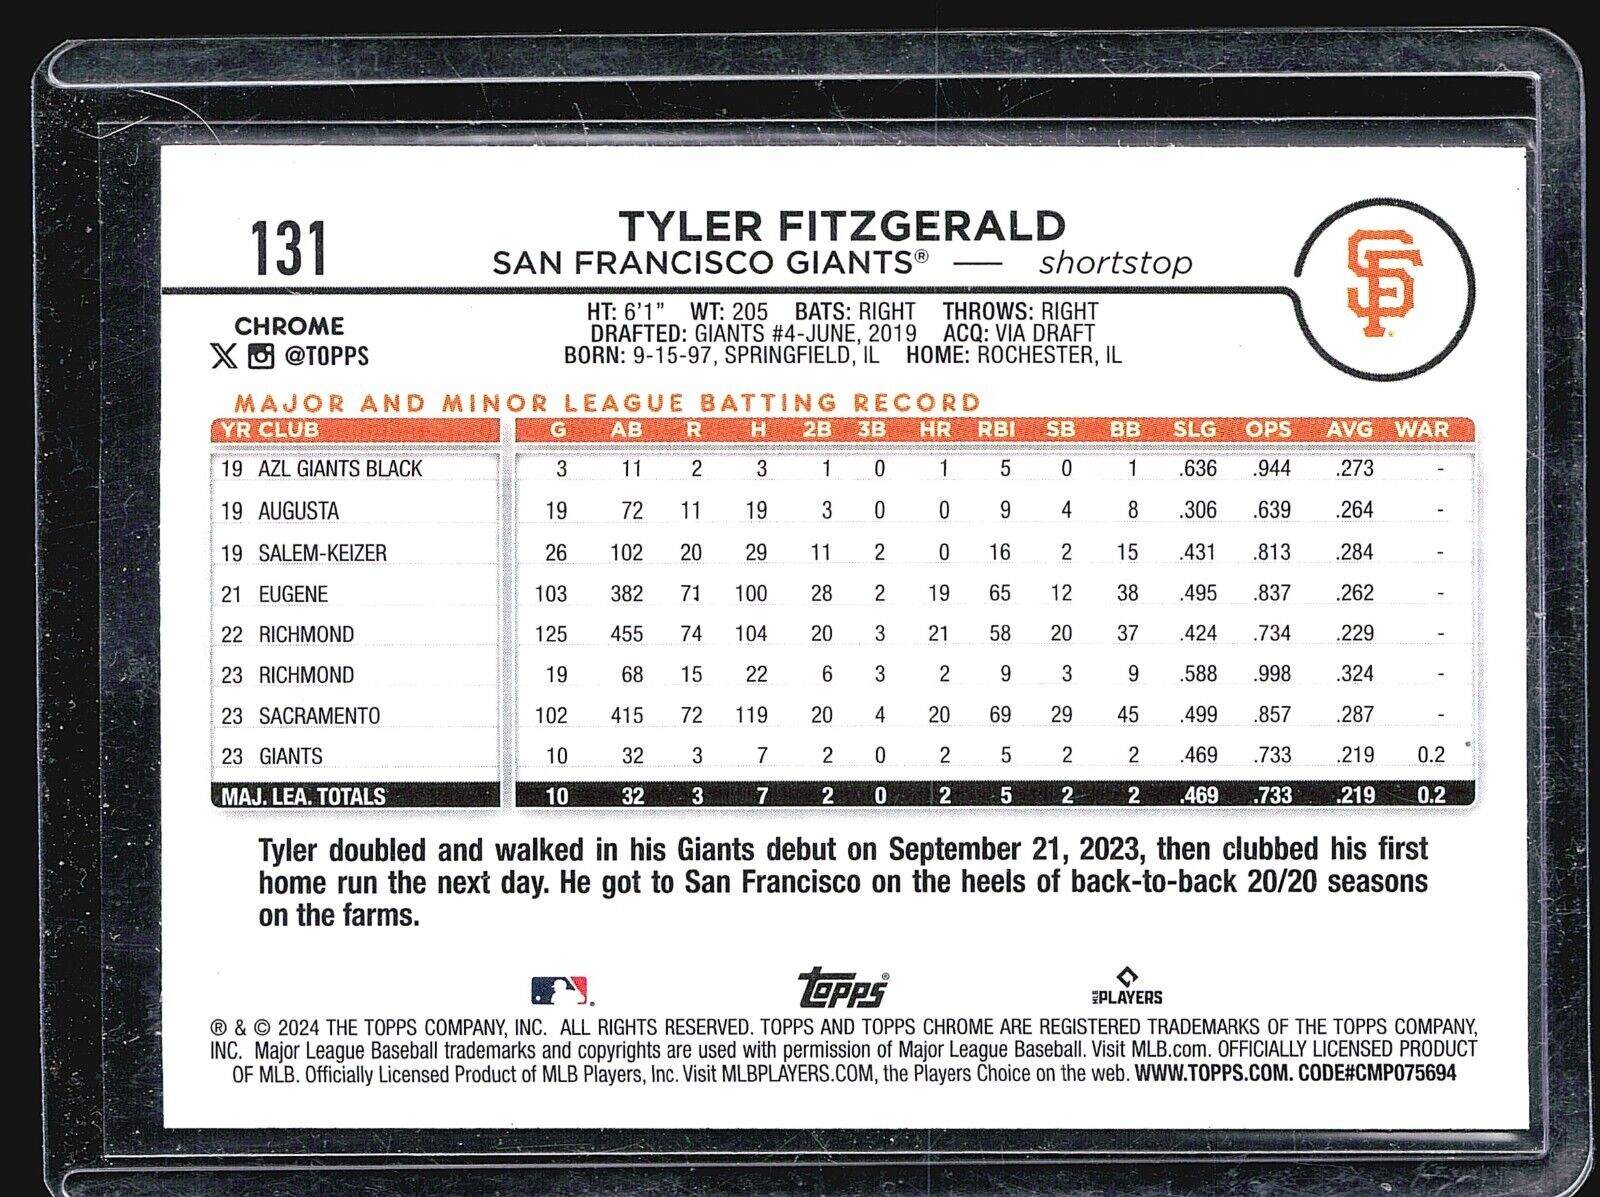 131
TYLER FITZGERALD
SAN FRANCISCO GIANTS® — shortstop
SF
CHROME
X @TOPPS
HT: 6'1" WT: 205 BATS: RIGHT THROWS: RIGHT
DRAFTED: GIANTS #4-JUNE, 2019 ACQ: VIA DRAFT
BORN: 9-15-97, SPRINGFIELD, IL HOME: ROCHESTER, IL
MAJOR AND MINOR LEAGUE BATTING RECORD
YR CLUB G AB R H 2B 3B HR RBI SB BB SLG OPS AVG WAR
19 AZL GIANTS BLACK 3 11 2 3 1 0 1 5 0 1 .636 .944 .273 -
19 AUGUSTA 19 72 11 19 3 0 0 9 4 8 .306 .639 .264 -
19 SALEM-KEIZER 26 102 20 29 11 2 0 16 2 15 .431 .813 .284 -
21 EUGENE 103 382 71 100 28 2 19 65 12 38 .495 .837 .262 -
22 RICHMOND 125 455 74 104 20 3 21 58 20 37 .424 .734 .229 -
23 RICHMOND 19 68 15 22 6 3 2 9 3 9 .588 .998 .324 -
23 SACRAMENTO 102 415 72 119 20 4 20 69 29 45 .499 .857 .287 -
23 GIANTS 10 32 3 7 2 0 2 5 2 2 .469 .733 .219 0.2
MAJ. LEA. TOTALS 10 32 3 7 2 0 2 5 2 2 .469 .733 .219 0.2
Tyler doubled and walked in his Giants debut on September 21, 2023, then clubbed his first
home run the next day. He got to San Francisco on the heels of back-to-back 20/20 seasons
on the farms.
Topps® MLB PLAYERS
® & © 2024 THE TOPPS COMPANY, INC. ALL RIGHTS RESERVED. TOPPS AND TOPPS CHROME ARE REGISTERED TRADEMARKS OF THE TOPPS COMPANY,
INC. Major League Baseball trademarks and copyrights are used with permission of Major League Baseball. Visit MLB.com. OFFICIALLY LICENSED PRODUCT
OF MLB. Officially Licensed Product of MLB Players, Inc. Visit MLBPLAYERS.COM, the Players Choice on the web. WWW.TOPPS.COM. CODE#CMP075694